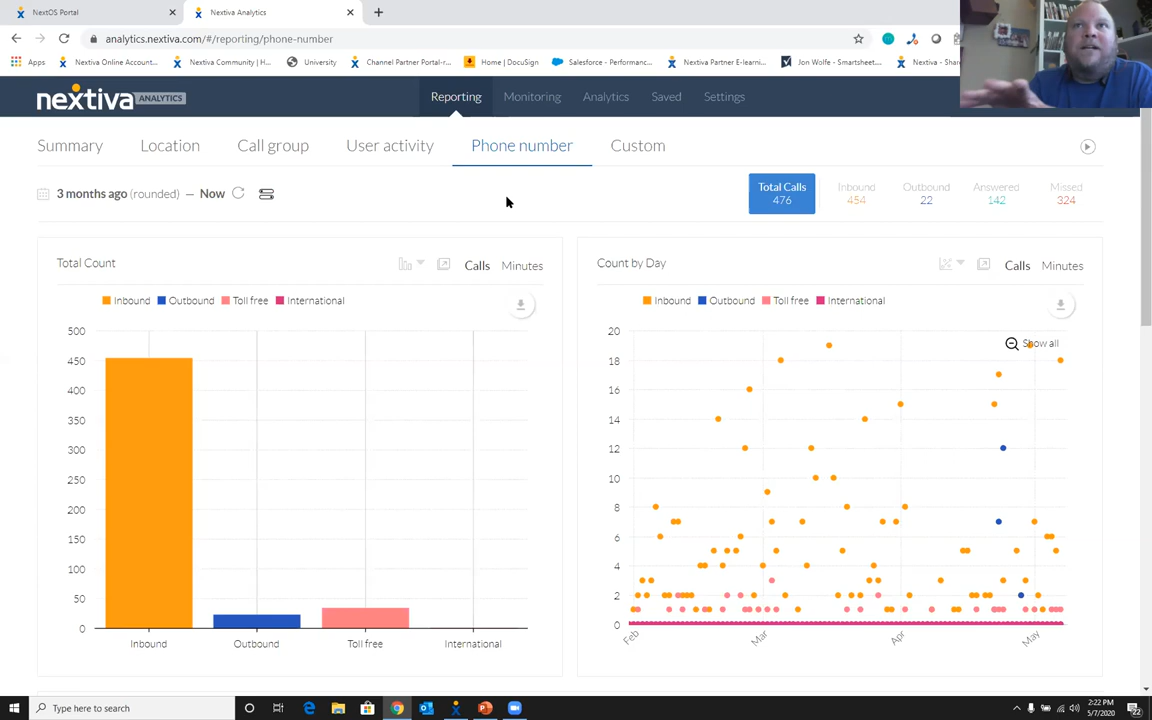 NextOS Portal
Nextiva Analytics
analytics.nextiva.com/#/reporting/phone-number
Apps
Nextiva Online Account...
Nextiva Community | H...
University
Channel Partner Portal-r...
Home | DocuSign
Salesforce - Performanc...
Nextiva Partner E-learni...
Jon Wolfe - Smartsheet...
Nextiva - Shar
nextiva ANALYTICS
Reporting
Monitoring
Analytics
Saved
Settings
Summary
Location
Call group
User activity
Phone number
Custom
3 months ago (rounded) — Now
Total Calls
476
Inbound
454
Outbound
22
Answered
142
Missed
324
Total Count
Calls
Minutes
Inbound Outbound Toll free International
500
450
400
350
300
250
200
150
100
50
0
Inbound
Outbound
Toll free
International
Count by Day
Calls
Minutes
Inbound Outbound Toll free International
Show all
20
18
16
14
12
10
8
6
4
2
0
Feb
Mar
Apr
May
Type here to search
2:22 PM
5/7/2020
22